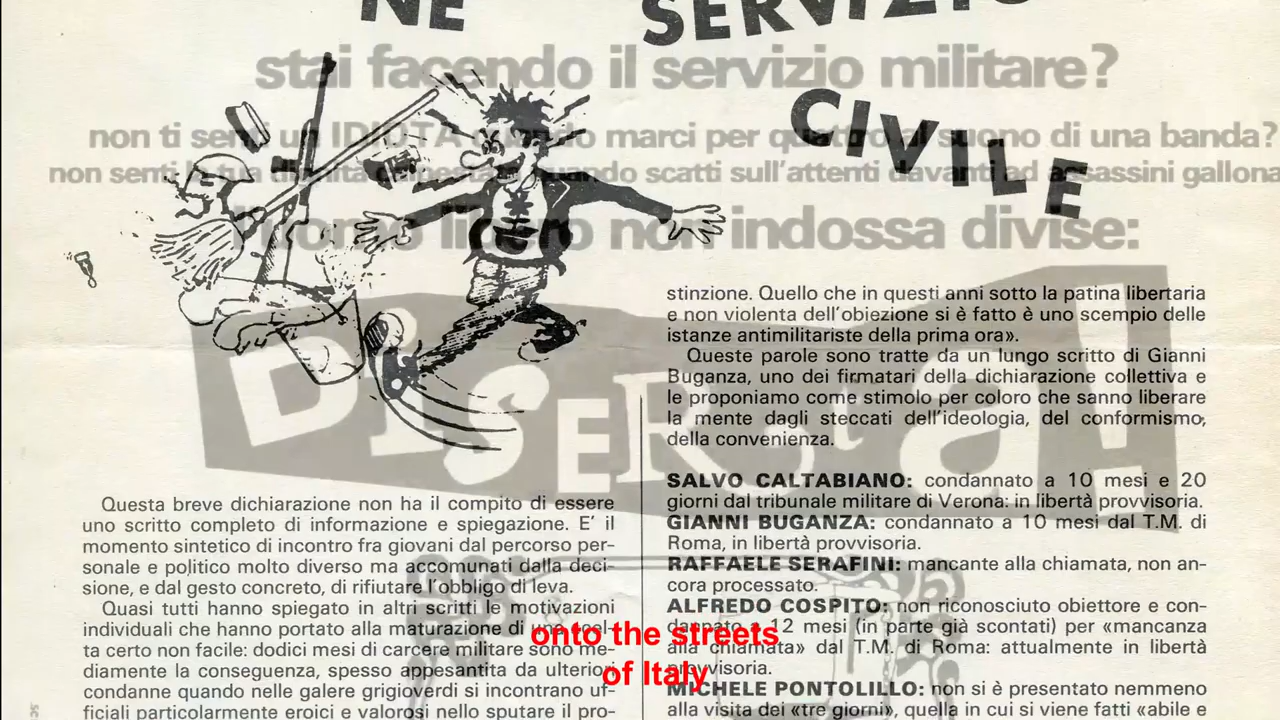 NE SERVIZIO
CIVILE
stai facendo il servizio militare?
non ti senti un IDIOTA marci per al suono di una banda?
non senti la tua dignità scatti sull'attenti davanti ad assassini
non indossa divise:
DISERTA!
Questa breve dichiarazione non ha il compito di essere
uno scritto completo di informazione e spiegazione. E' il
momento sintetico di incontro fra giovani dal percorso per-
sonale e politico molto diverso ma accomunati dalla deci-
sione, e dal gesto concreto, di rifiutare l'obbligo di leva.
Quasi tutti hanno spiegato in altri scritti le motivazioni
individuali che hanno portato alla maturazione di una scel-
ta certo non facile: dodici mesi di carcere militare sono me-
diamente la conseguenza, spesso appesantita da ulteriori
condanne quando nelle galere grigioverdi si incontrano uf-
ficiali particolarmente eroici e valorosi nello sputare il pro-
stinzione. Quello che in questi anni sotto la patina libertaria
e non violenta dell'obiezione si è fatto è uno scempio delle
istanze antimilitariste della prima ora».
Queste parole sono tratte da un lungo scritto di Gianni
Buganza, uno dei firmatari della dichiarazione collettiva e
le proponiamo come stimolo per coloro che sanno liberare
la mente dagli steccati dell'ideologia, del conformismo,
della convenienza.
SALVO CALTABIANO: condannato a 10 mesi e 20
giorni dal tribunale militare di Verona: in libertà provvisoria.
GIANNI BUGANZA: condannato a 10 mesi dal T.M. di
Roma, in libertà provvisoria.
RAFFAELE SERAFINI: mancante alla chiamata, non an-
cora processato.
ALFREDO COSPITO: non riconosciuto obiettore e con-
dannato a 12 mesi (in parte già scontati) per «mancanza
alla chiamata» dal T.M. di Roma: attualmente in libertà
provvisoria.
MICHELE PONTOLILLO: non si è presentato nemmeno
alla visita dei «tre giorni», quella in cui si viene fatti «abile e
onto the streets
of Italy